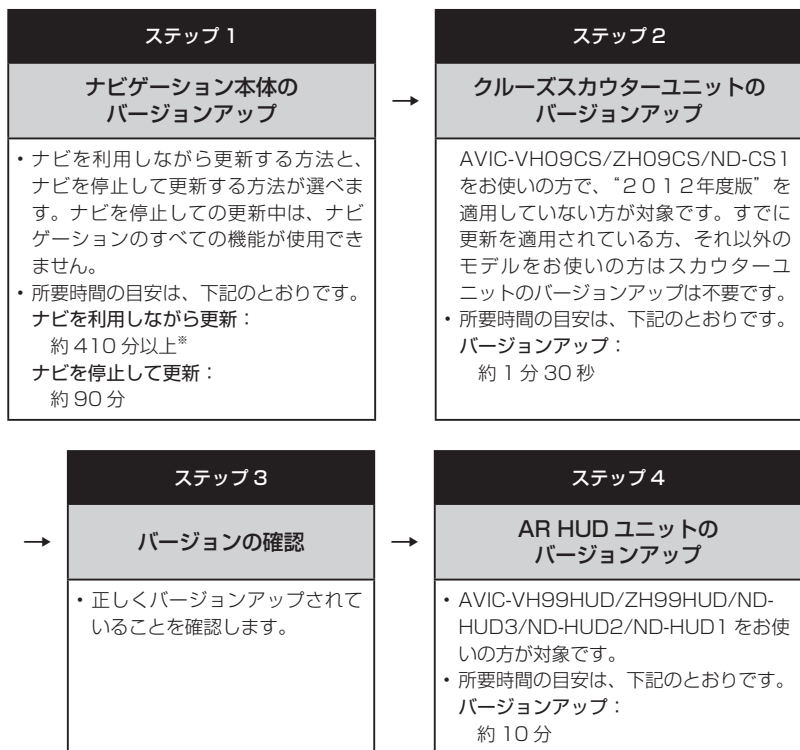 ステップ 1
ナビゲーション本体の
バージョンアップ
・ナビを利用しながら更新する方法と、
ナビを停止して更新する方法が選べま
す。ナビを停止しての更新中は、ナビ
ゲーションのすべての機能が使用でき
ません。
・所要時間の目安は、下記のとおりです。
ナビを利用しながら更新：
約 410 分以上※
ナビを停止して更新：
約 90 分
→
ステップ 2
クルーズスカウターユニットの
バージョンアップ
AVIC-VH09CS/ZH09CS/ND-CS1
をお使いの方で、“２０１２年度版”を
適用していない方が対象です。すでに
更新を適用されている方、それ以外の
モデルをお使いの方はスカウターユ
ニットのバージョンアップは不要です。
・所要時間の目安は、下記のとおりです。
バージョンアップ：
約 1 分 30 秒
→
ステップ 3
バージョンの確認
・正しくバージョンアップされて
いることを確認します。
→
ステップ 4
AR HUD ユニットの
バージョンアップ
・AVIC-VH99HUD/ZH99HUD/ND-
HUD3/ND-HUD2/ND-HUD1 をお使
いの方が対象です。
・所要時間の目安は、下記のとおりです。
バージョンアップ：
約 10 分